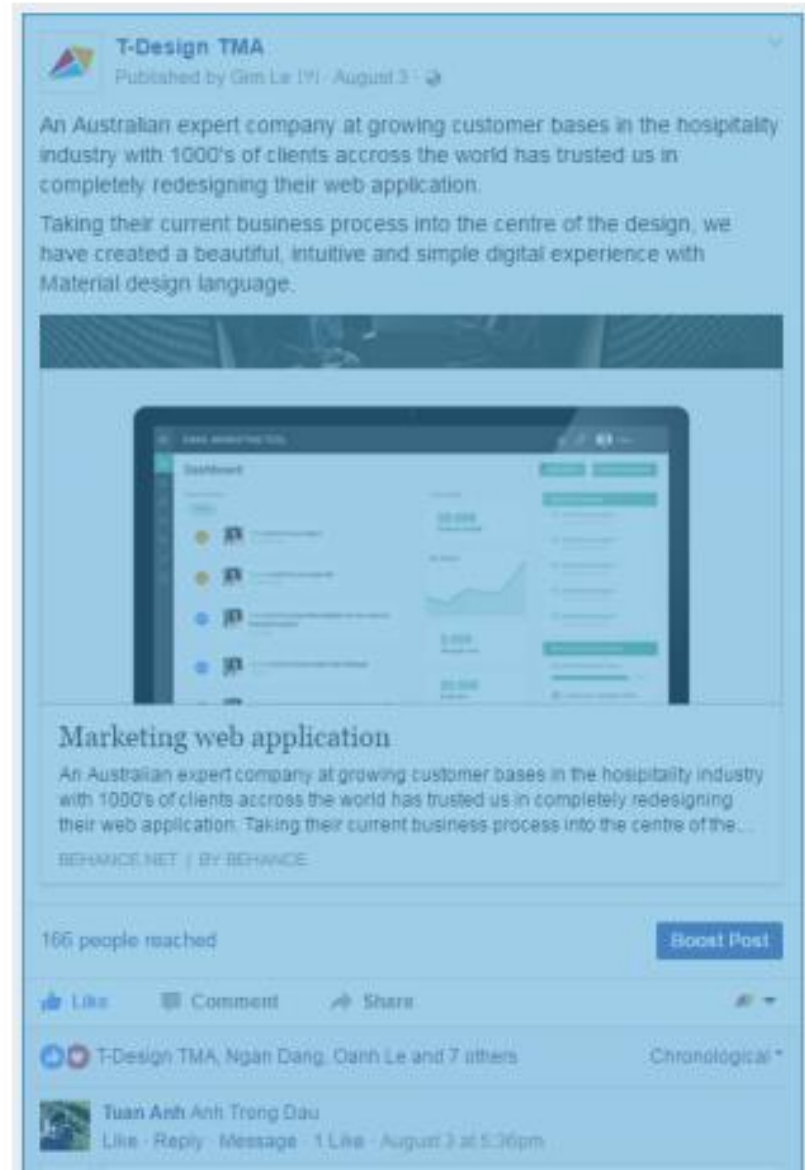 T-Design TMA
Published by Gim Le [?] · August 3 ·
An Australian expert company at growing customer bases in the hosipitality
industry with 1000's of clients accross the world has trusted us in
completely redesigning their web application.
Taking their current business process into the centre of the design, we
have created a beautiful, intuitive and simple digital experience with
Material design language.
EMAIL MARKETING TOOL
Dashboard
Marketing web application
An Australian expert company at growing customer bases in the hosipitality industry
with 1000's of clients accross the world has trusted us in completely redesigning
their web application. Taking their current business process into the centre of the...
BEHANCE.NET | BY BEHANCE
166 people reached
Boost Post
Like Comment Share
T-Design TMA, Ngan Dang, Oanh Le and 7 others
Chronological
Tuan Anh Anh Trong Dau
Like · Reply · Message · 1 Like · August 3 at 5:36pm